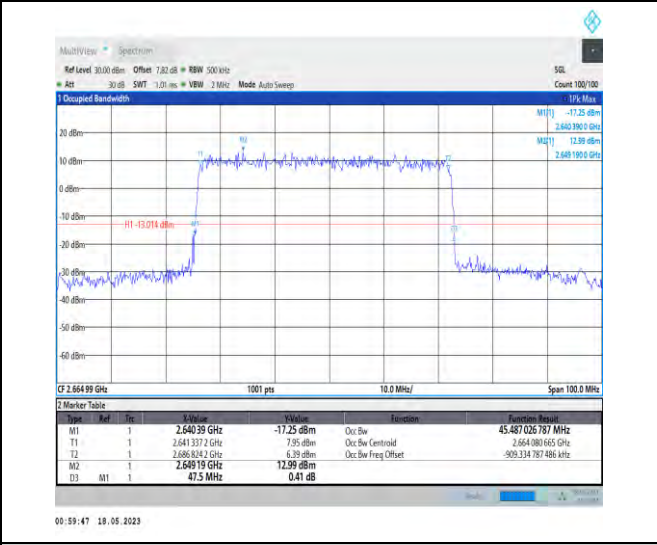 MultiView Spectrum
Ref Level 30.00 dBm Offset 7.82 dB RBW 500 kHz SGL
Att 30 dB SWT 1.01 ms VBW 2 MHz Mode Auto Sweep Count 100/100
1 Occupied Bandwidth 1Pk Max
M1[1] -17.25 dBm
2.640 390 0 GHz
M2[1] 12.99 dBm
2.649 190 0 GHz
20 dBm
M2
T1
T2
10 dBm
0 dBm
-10 dBm
H1 -13.014 dBm
M1
D3
-20 dBm
-30 dBm
-40 dBm
-50 dBm
-60 dBm
CF 2.664 99 GHz 1001 pts 10.0 MHz/ Span 100.0 MHz
2 Marker Table
Type Ref Trc X-Value Y-Value Function Function Result
M1 1 2.640 39 GHz -17.25 dBm Occ Bw 45.487 026 787 MHz
T1 1 2.641 337 2 GHz 7.95 dBm Occ Bw Centroid 2.664 080 665 GHz
T2 1 2.686 824 2 GHz 6.39 dBm Occ Bw Freq Offset -909.334 787 486 kHz
M2 1 2.649 19 GHz 12.99 dBm
D3 M1 1 47.5 MHz 0.41 dB
00:59:47 18.05.2023